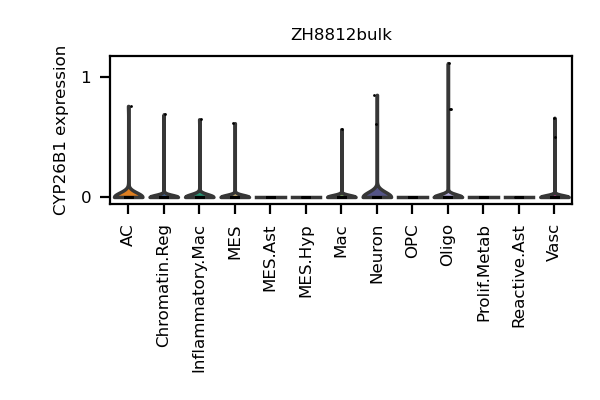 ZH8812bulk
CYP26B1 expression
1
0
AC
Chromatin.Reg
Inflammatory.Mac
MES
MES.Ast
MES.Hyp
Mac
Neuron
OPC
Oligo
Prolif.Metab
Reactive.Ast
Vasc